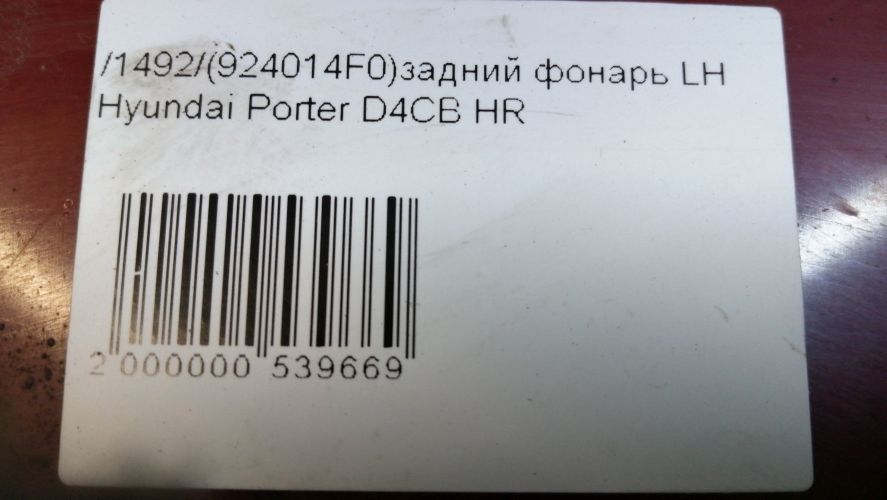 /1492/(924014F0)задний фонарь LH
Hyundai Porter D4CB HR
2 000000 539669